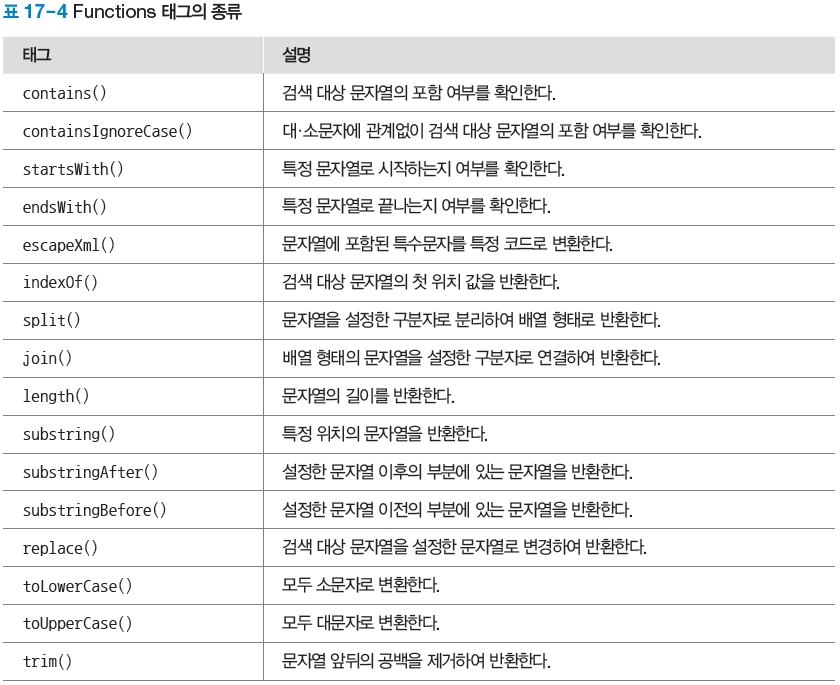 표 17-4 Functions 태그의 종류
태그 설명
contains() 검색 대상 문자열의 포함 여부를 확인한다.
containsIgnoreCase() 대·소문자에 관계없이 검색 대상 문자열의 포함 여부를 확인한다.
startsWith() 특정 문자열로 시작하는지 여부를 확인한다.
endsWith() 특정 문자열로 끝나는지 여부를 확인한다.
escapeXml() 문자열에 포함된 특수문자를 특정 코드로 변환한다.
indexOf() 검색 대상 문자열의 첫 위치 값을 반환한다.
split() 문자열을 설정한 구분자로 분리하여 배열 형태로 반환한다.
join() 배열 형태의 문자열을 설정한 구분자로 연결하여 반환한다.
length() 문자열의 길이를 반환한다.
substring() 특정 위치의 문자열을 반환한다.
substringAfter() 설정한 문자열 이후의 부분에 있는 문자열을 반환한다.
substringBefore() 설정한 문자열 이전의 부분에 있는 문자열을 반환한다.
replace() 검색 대상 문자열을 설정한 문자열로 변경하여 반환한다.
toLowerCase() 모두 소문자로 변환한다.
toUpperCase() 모두 대문자로 변환한다.
trim() 문자열 앞뒤의 공백을 제거하여 반환한다.